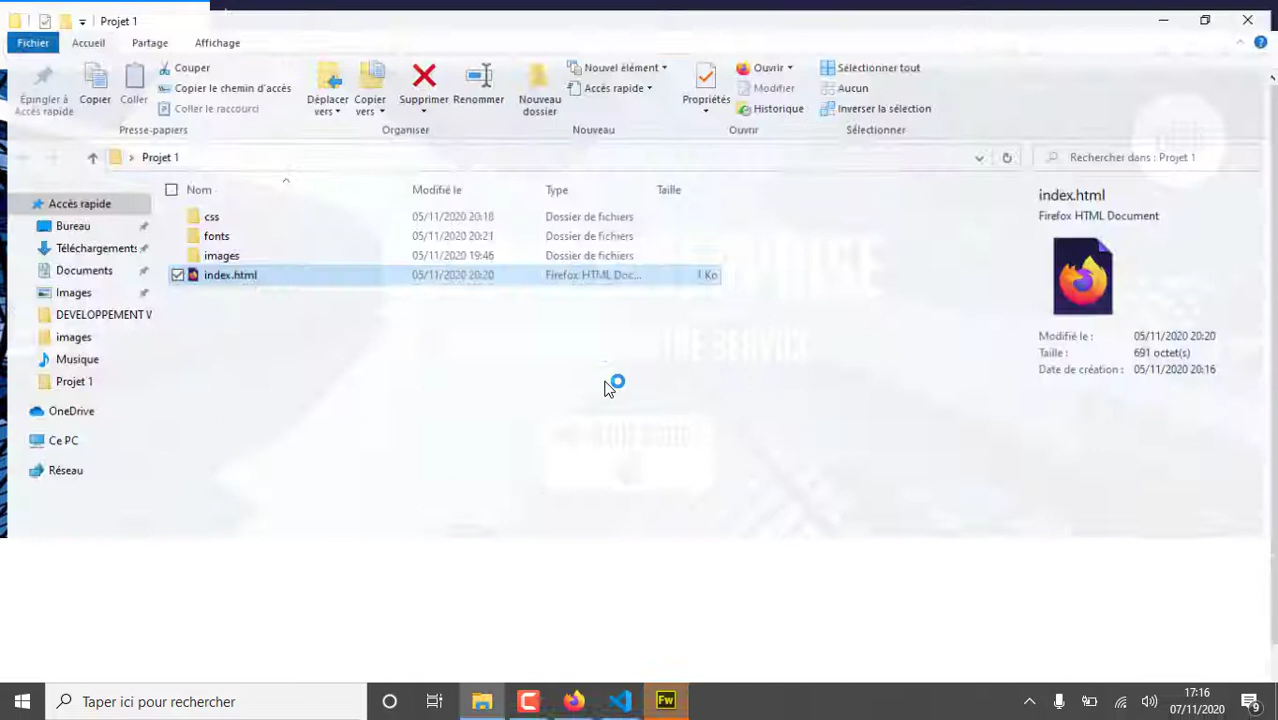 Projet 1
Fichier Accueil Partage Affichage
Épingler à Accès rapide
Copier
Coller
Couper
Copier le chemin d'accès
Coller le raccourci
Presse-papiers
Déplacer vers
Copier vers
Supprimer
Renommer
Organiser
Nouveau dossier
Nouvel élément
Accès rapide
Nouveau
Propriétés
Ouvrir
Modifier
Historique
Ouvrir
Sélectionner tout
Aucun
Inverser la sélection
Sélectionner
Projet 1
Rechercher dans : Projet 1
Accès rapide
Bureau
Téléchargements
Documents
Images
DEVELOPPEMENT W
images
Musique
Projet 1
OneDrive
Ce PC
Réseau
Nom Modifié le Type Taille
css 05/11/2020 20:18 Dossier de fichiers
fonts 05/11/2020 20:21 Dossier de fichiers
images 05/11/2020 19:46 Dossier de fichiers
index.html 05/11/2020 20:20 Firefox HTML Doc... 1 Ko
index.html
Firefox HTML Document
Modifié le : 05/11/2020 20:20
Taille : 691 octet(s)
Date de création : 05/11/2020 20:16
Taper ici pour rechercher
Fw
17:16
07/11/2020
9